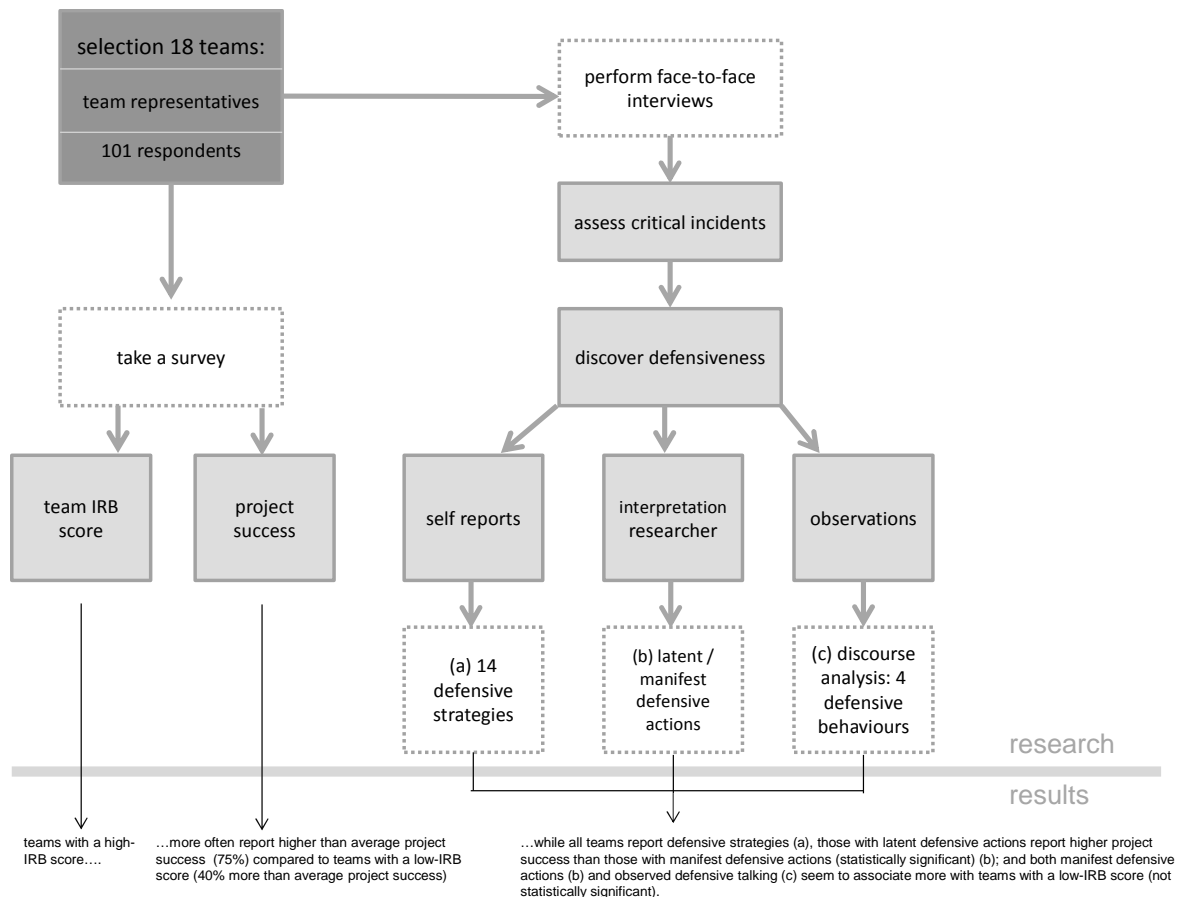 selection 18 teams:
team representatives
101 respondents
perform face-to-face
interviews
assess critical incidents
take a survey
discover defensiveness
team IRB
score
project
success
self reports
interpretation
researcher
observations
(a) 14
defensive
strategies
(b) latent /
manifest
defensive
actions
(c) discourse
analysis: 4
defensive
behaviours
research
results
teams with a high-
IRB score….
…more often report higher than average project
success  (75%) compared to teams with a low-IRB
score (40% more than average project success)
…while all teams report defensive strategies (a), those with latent defensive actions report higher project
success than those with manifest defensive actions (statistically significant) (b); and both manifest defensive
actions (b) and observed defensive talking (c) seem to associate more with teams with a low-IRB score (not
statistically significant).